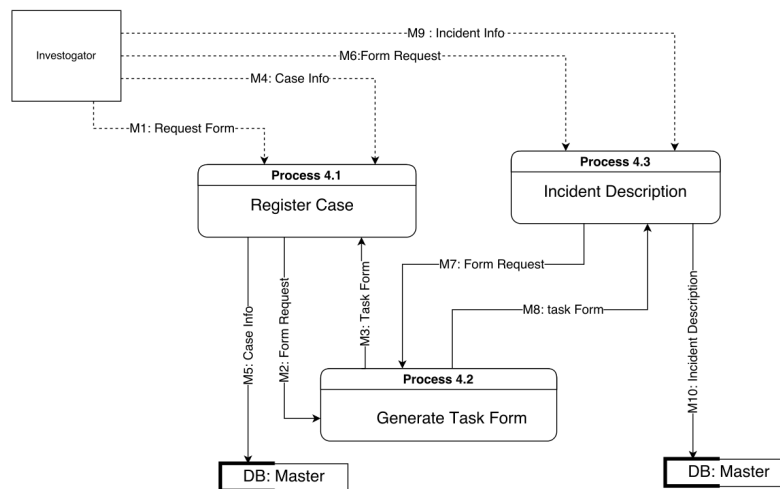 M9 : Incident Info
Investogator
M6:Form Request
M4: Case Info
M1: Request Form
Process 4.3
Process 4.1
Incident Description
Register Case
M7: Form Request
M5: Case Info
M2: Form Request
M3: Task Form
M8: task Form
M10: Incident Description
Process 4.2
Generate Task Form
DB: Master
DB: Master